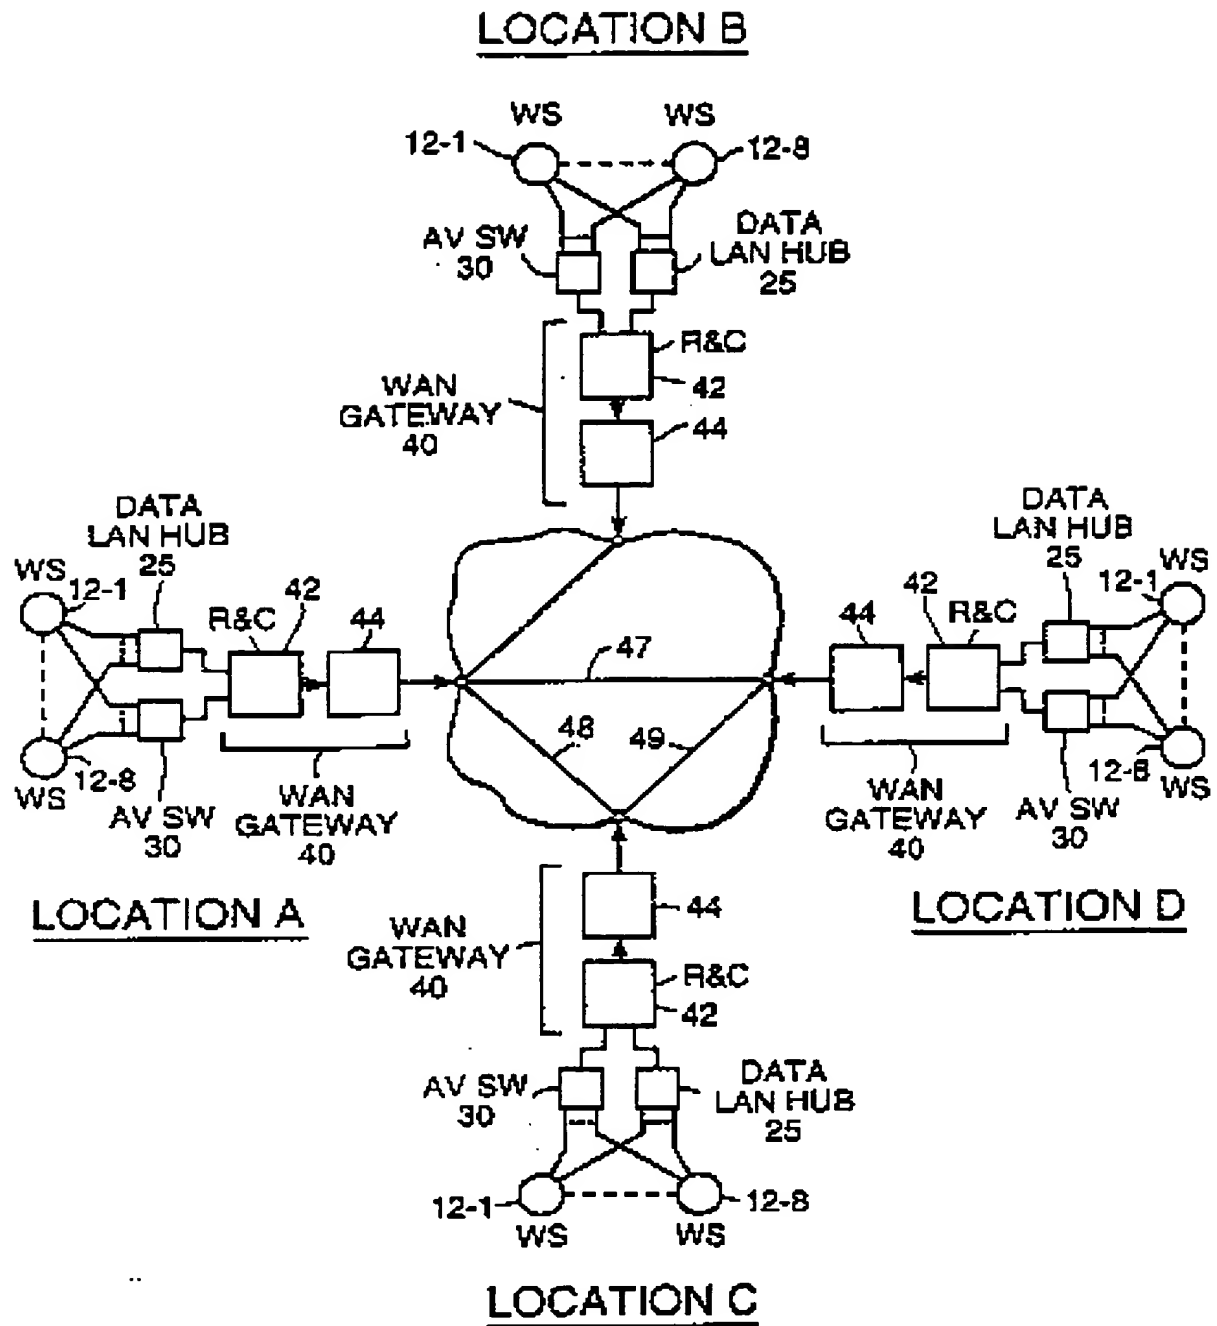 LOCATION B
WS WS
12-1 12-8
AV SW
30
DATA
LAN HUB
25
R&C
42
WAN
GATEWAY
40
44
DATA
LAN HUB
25
WS
12-1
R&C
42
44
12-8
WS
AV SW
30
WAN
GATEWAY
40
LOCATION A
47
48
49
DATA
LAN HUB
25
WS
12-1
42
R&C
44
12-8
WS
WAN
GATEWAY
40
AV SW
30
LOCATION D
44
WAN
GATEWAY
40
R&C
42
AV SW
30
DATA
LAN HUB
25
12-1
12-8
WS WS
LOCATION C